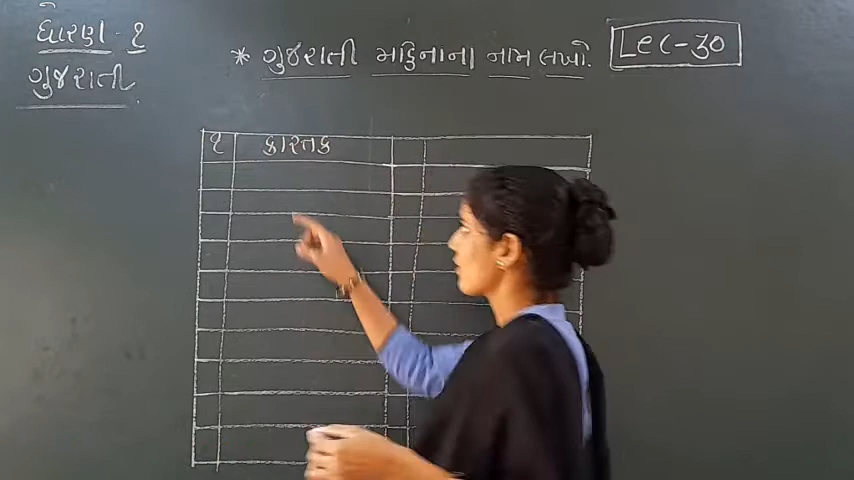 ધોરણ - ૧
ગુજરાતી
* ગુજરાતી મહિનાના નામ લખો.
Lec-30
૧ કારતક